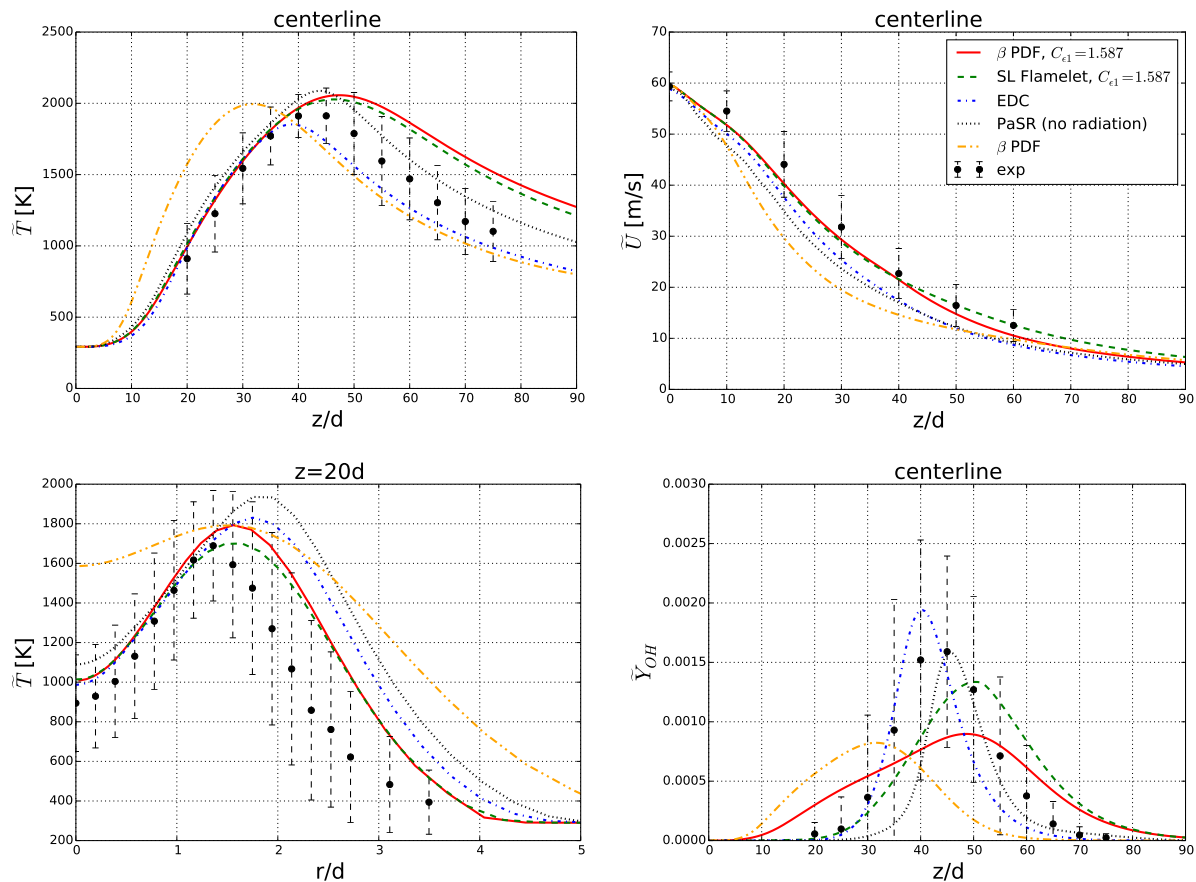 centerline
2500
2000
1500
1000
500
0
T̃ [K]
0 10 20 30 40 50 60 70 80 90
z/d
centerline
70
60
50
40
30
20
10
0
Ũ [m/s]
0 10 20 30 40 50 60 70 80 90
z/d
β PDF, Cϵ1=1.587
SL Flamelet, Cϵ1=1.587
EDC
PaSR (no radiation)
β PDF
exp
z=20d
2000
1800
1600
1400
1200
1000
800
600
400
200
T̃ [K]
0 1 2 3 4 5
r/d
centerline
0.0030
0.0025
0.0020
0.0015
0.0010
0.0005
0.0000
ỸOH
0 10 20 30 40 50 60 70 80 90
z/d